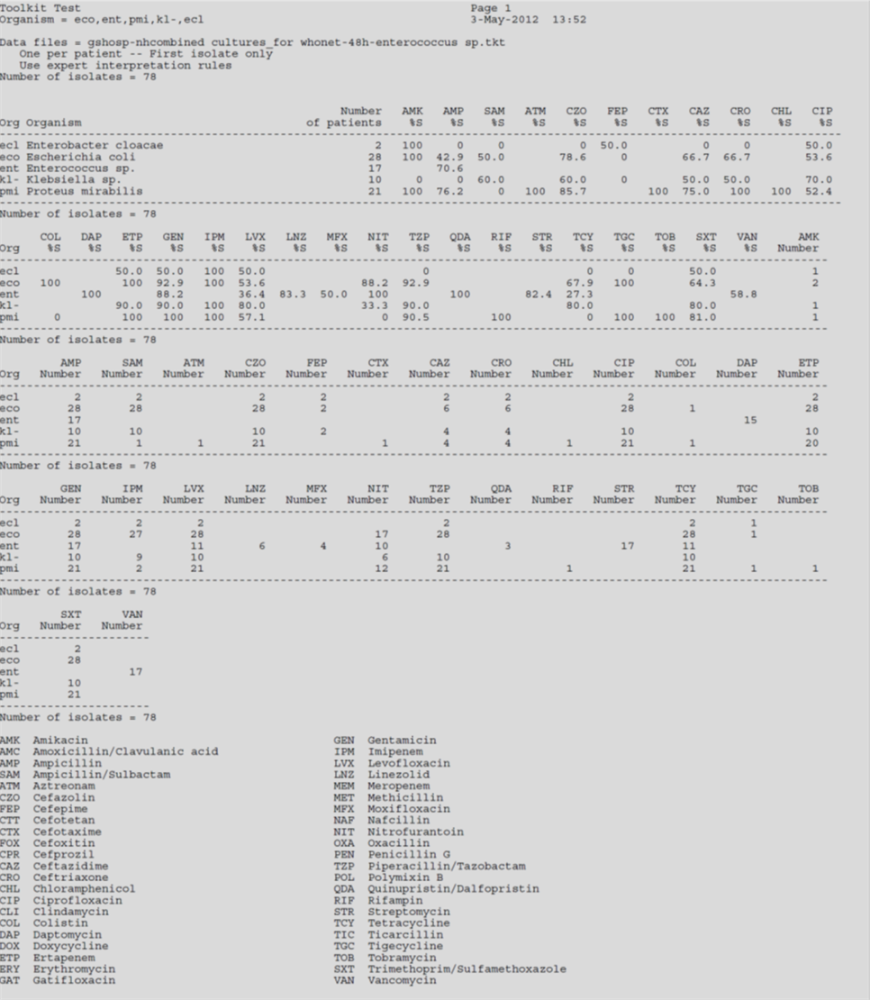 Toolkit Test Page 1
Organism = eco,ent,pmi,kl-,ecl 3-May-2012 13:52
Data files = gshosp-nhcombined cultures_for whonet-48h-enterococcus sp.tkt
One per patient -- First isolate only
Use expert interpretation rules
Number of isolates = 78
Number AMK AMP SAM ATM CZO FEP CTX CAZ CRO CHL CIP
Org Organism of patients %S %S %S %S %S %S %S %S %S %S %S
ecl Enterobacter cloacae 2 100 0 0 0 50.0 0 0 50.0
eco Escherichia coli 28 100 42.9 50.0 78.6 0 66.7 66.7 53.6
ent Enterococcus sp. 17 70.6
kl- Klebsiella sp. 10 0 0 60.0 60.0 0 50.0 50.0 70.0
pmi Proteus mirabilis 21 100 76.2 0 100 85.7 100 75.0 100 100 52.4
Number of isolates = 78
COL DAP ETP GEN IPM LVX LNZ MFX NIT TZP QDA RIF STR TCY TGC TOB SXT VAN AMK
Org %S %S %S %S %S %S %S %S %S %S %S %S %S %S %S %S %S %S Number
ecl 50.0 50.0 100 50.0 0 0 0 50.0 1
eco 100 100 92.9 100 53.6 88.2 92.9 67.9 100 64.3 2
ent 100 88.2 36.4 83.3 50.0 100 100 82.4 27.3 58.8
kl- 90.0 90.0 100 80.0 33.3 90.0 80.0 80.0 1
pmi 0 100 100 100 57.1 0 90.5 100 0 100 100 81.0 1
Number of isolates = 78
AMP SAM ATM CZO FEP CTX CAZ CRO CHL CIP COL DAP ETP
Org Number Number Number Number Number Number Number Number Number Number Number Number Number
ecl 2 2 2 2 2 2 2 2
eco 28 28 28 2 6 6 28 1 28
ent 17 15
kl- 10 10 10 2 4 4 10 10
pmi 21 1 1 21 1 4 4 1 21 1 20
Number of isolates = 78
GEN IPM LVX LNZ MFX NIT TZP QDA RIF STR TCY TGC TOB
Org Number Number Number Number Number Number Number Number Number Number Number Number Number
ecl 2 2 2 2 2 1
eco 28 27 28 17 28 28 1
ent 17 11 6 4 10 3 17 11
kl- 10 9 10 6 10 10
pmi 21 2 21 12 21 1 21 1 1
Number of isolates = 78
SXT VAN
Org Number Number
ecl 2
eco 28
ent 17
kl- 10
pmi 21
Number of isolates = 78
AMK Amikacin GEN Gentamicin
AMC Amoxicillin/Clavulanic acid IPM Imipenem
AMP Ampicillin LVX Levofloxacin
SAM Ampicillin/Sulbactam LNZ Linezolid
ATM Aztreonam MEM Meropenem
CZO Cefazolin MET Methicillin
FEP Cefepime MFX Moxifloxacin
CTT Cefotetan NAF Nafcillin
CTX Cefotaxime NIT Nitrofurantoin
FOX Cefoxitin OXA Oxacillin
CPR Cefprozil PEN Penicillin G
CAZ Ceftazidime TZP Piperacillin/Tazobactam
CRO Ceftriaxone POL Polymixin B
CHL Chloramphenicol QDA Quinupristin/Dalfopristin
CIP Ciprofloxacin RIF Rifampin
CLI Clindamycin STR Streptomycin
COL Colistin TCY Tetracycline
DAP Daptomycin TIC Ticarcillin
DOX Doxycycline TGC Tigecycline
ETP Ertapenem TOB Tobramycin
ERY Erythromycin SXT Trimethoprim/Sulfamethoxazole
GAT Gatifloxacin VAN Vancomycin